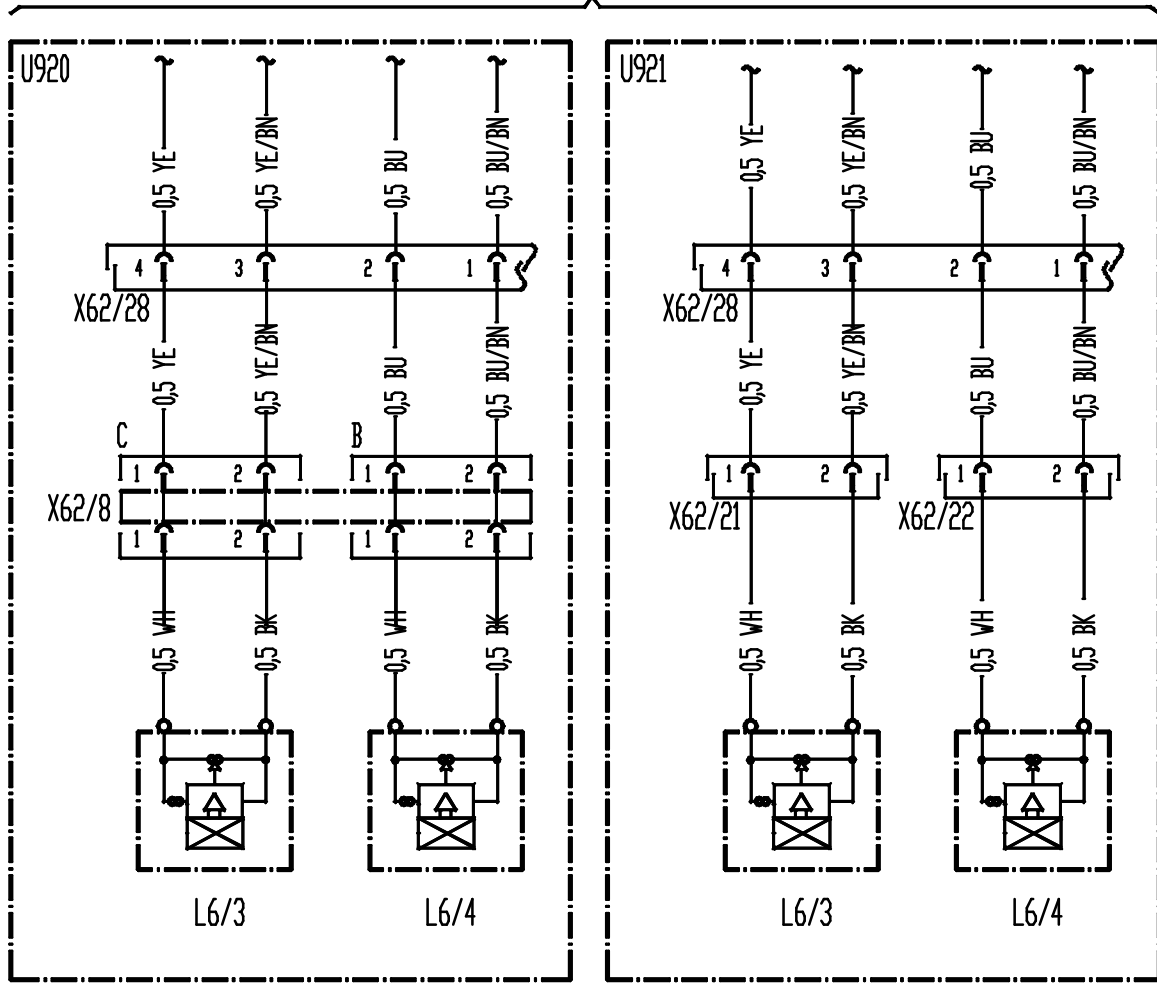 U920
U921
0,5 YE
0,5 YE/BN
0,5 BU
0,5 BU/BN
0,5 YE
0,5 YE/BN
0,5 BU
0,5 BU/BN
4
3
2
1
4
3
2
1
X62/28
X62/28
0,5 YE
0,5 YE/BN
0,5 BU
0,5 BU/BN
0,5 YE
0,5 YE/BN
0,5 BU
0,5 BU/BN
C
B
1
2
1
2
1
2
1
2
X62/8
X62/21
X62/22
1
2
1
2
0,5 WH
0,5 BK
0,5 WH
0,5 BK
0,5 WH
0,5 BK
0,5 WH
0,5 BK
L6/3
L6/4
L6/3
L6/4